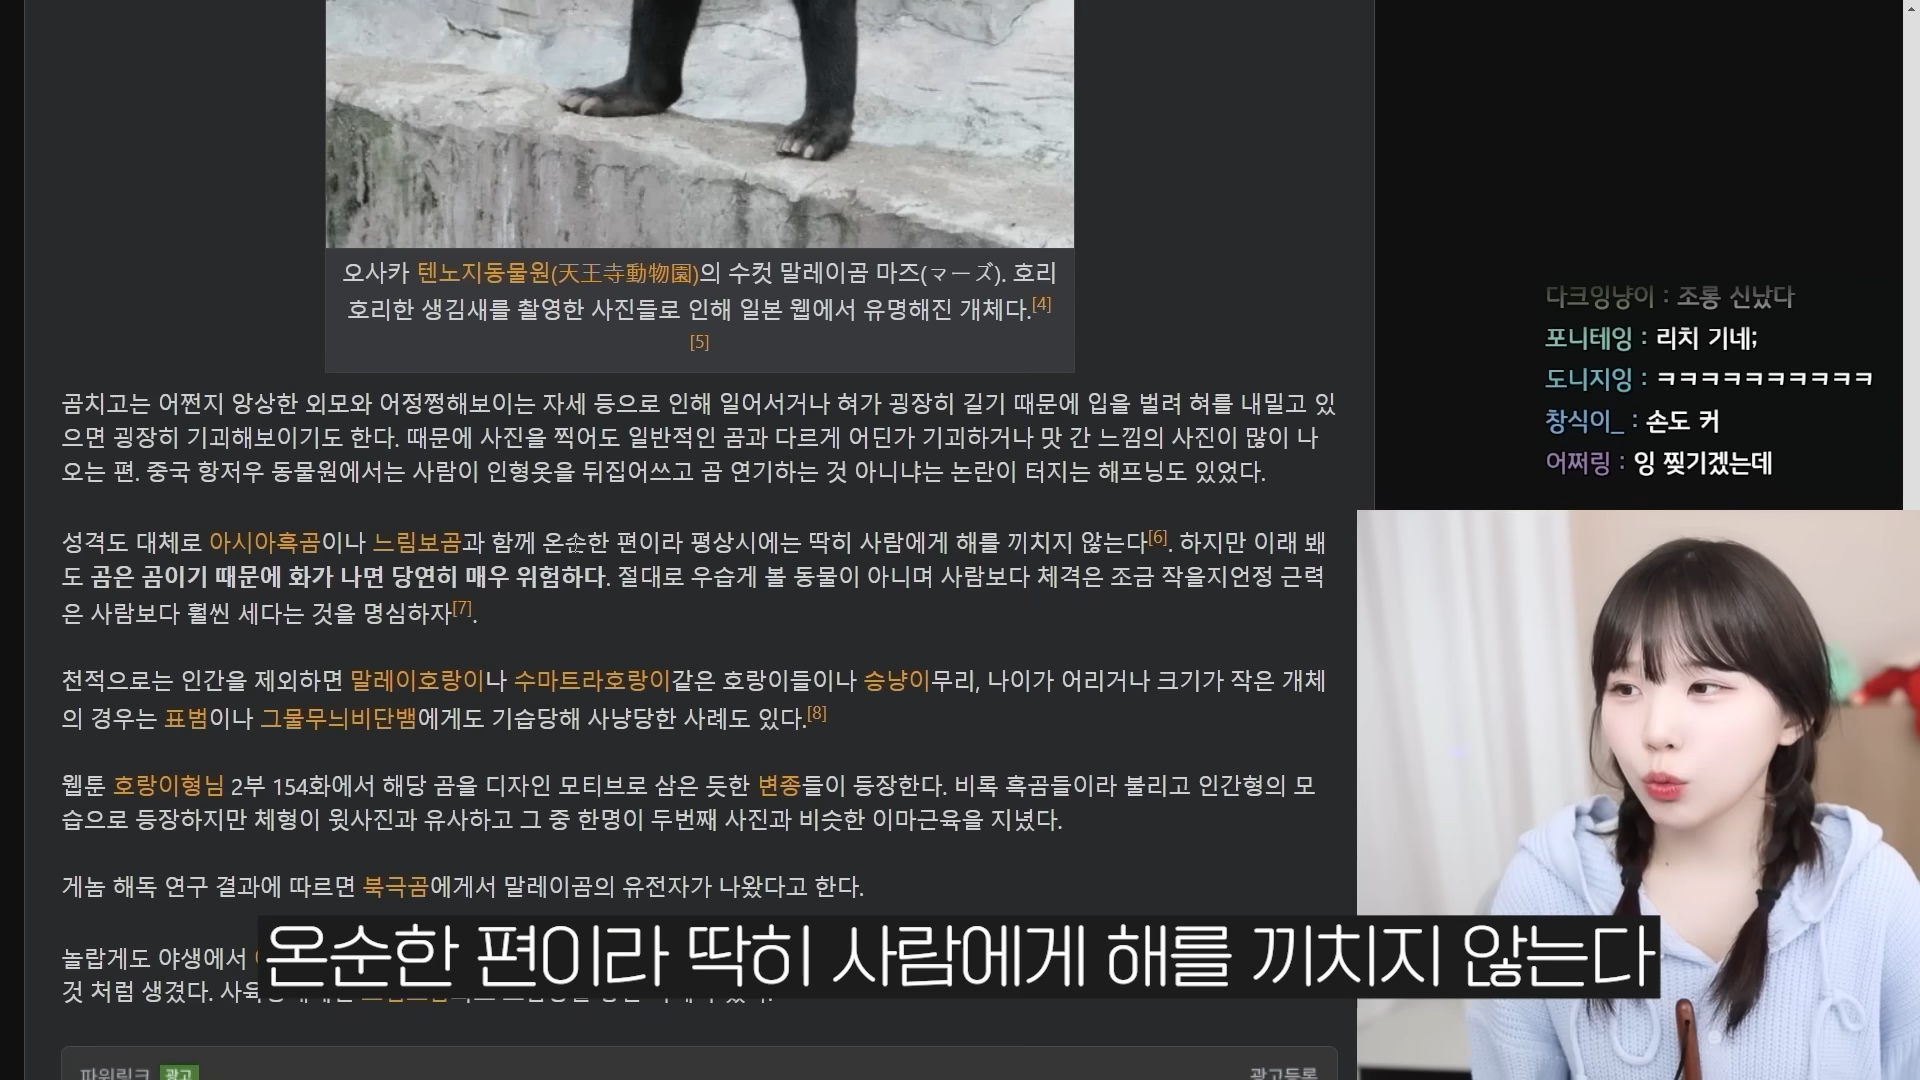 오사카 텐노지동물원(天王寺動物園)의 수컷 말레이곰 마즈(マーズ). 호리
호리한 생김새를 촬영한 사진들로 인해 일본 웹에서 유명해진 개체다.[4]
[5]
곰치고는 어쩐지 앙상한 외모와 어정쩡해보이는 자세 등으로 인해 일어서거나 혀가 굉장히 길기 때문에 입을 벌려 혀를 내밀고 있
으면 굉장히 기괴해보이기도 한다. 때문에 사진을 찍어도 일반적인 곰과 다르게 어딘가 기괴하거나 맛 간 느낌의 사진이 많이 나
오는 편. 중국 항저우 동물원에서는 사람이 인형옷을 뒤집어쓰고 곰 연기하는 것 아니냐는 논란이 터지는 해프닝도 있었다.
성격도 대체로 아시아흑곰이나 느림보곰과 함께 온순한 편이라 평상시에는 딱히 사람에게 해를 끼치지 않는다[6]. 하지만 이래 봬
도 곰은 곰이기 때문에 화가 나면 당연히 매우 위험하다. 절대로 우습게 볼 동물이 아니며 사람보다 체격은 조금 작을지언정 근력
은 사람보다 훨씬 세다는 것을 명심하자[7].
천적으로는 인간을 제외하면 말레이호랑이나 수마트라호랑이같은 호랑이들이나 승냥이무리, 나이가 어리거나 크기가 작은 개체
의 경우는 표범이나 그물무늬비단뱀에게도 기습당해 사냥당한 사례도 있다.[8]
웹툰 호랑이형님 2부 154화에서 해당 곰을 디자인 모티브로 삼은 듯한 변종들이 등장한다. 비록 흑곰들이라 불리고 인간형의 모
습으로 등장하지만 체형이 윗사진과 유사하고 그 중 한명이 두번째 사진과 비슷한 이마근육을 지녔다.
게놈 해독 연구 결과에 따르면 북극곰에게서 말레이곰의 유전자가 나왔다고 한다.
놀랍게도 야생에서
것 처럼 생겼다.
파워링크 광고
광고등록
다크잉냥이 : 조롱 신났다
포니테잉 : 리치 기네;
도니지잉 : ㅋㅋㅋㅋㅋㅋㅋㅋㅋㅋ
창식이_ : 손도 커
어쩌링 : 잉 찢기겠는데
온순한 편이라 딱히 사람에게 해를 끼치지 않는다